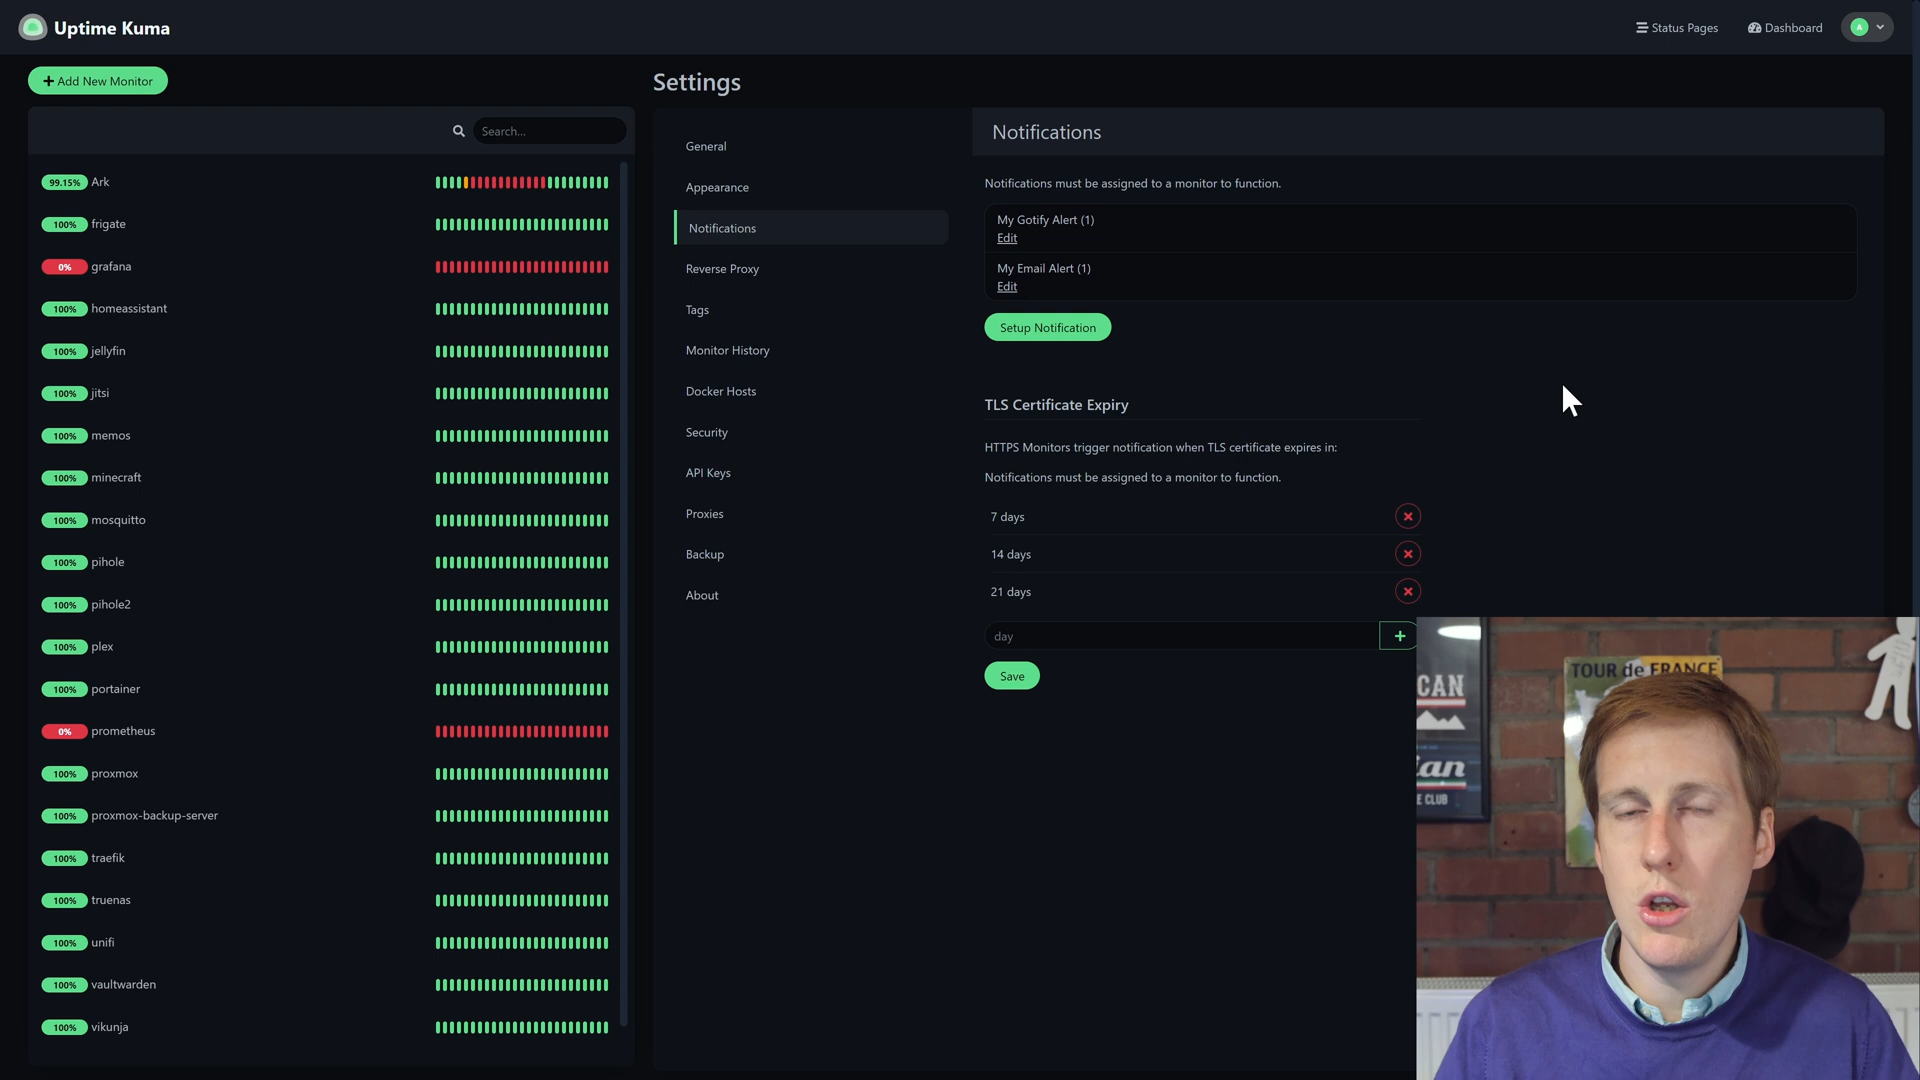 Uptime Kuma
Status Pages
Dashboard
A
Add New Monitor
Search...
99.15% Ark
100% frigate
0% grafana
100% homeassistant
100% jellyfin
100% jitsi
100% memos
100% minecraft
100% mosquitto
100% pihole
100% pihole2
100% plex
100% portainer
0% prometheus
100% proxmox
100% proxmox-backup-server
100% traefik
100% truenas
100% unifi
100% vaultwarden
100% vikunja
Settings
General
Appearance
Notifications
Reverse Proxy
Tags
Monitor History
Docker Hosts
Security
API Keys
Proxies
Backup
About
Notifications
Notifications must be assigned to a monitor to function.
My Gotify Alert (1)
Edit
My Email Alert (1)
Edit
Setup Notification
TLS Certificate Expiry
HTTPS Monitors trigger notification when TLS certificate expires in:
Notifications must be assigned to a monitor to function.
7 days
14 days
21 days
day
Save
CAN
ian
E CLUB
TOUR de FRANCE